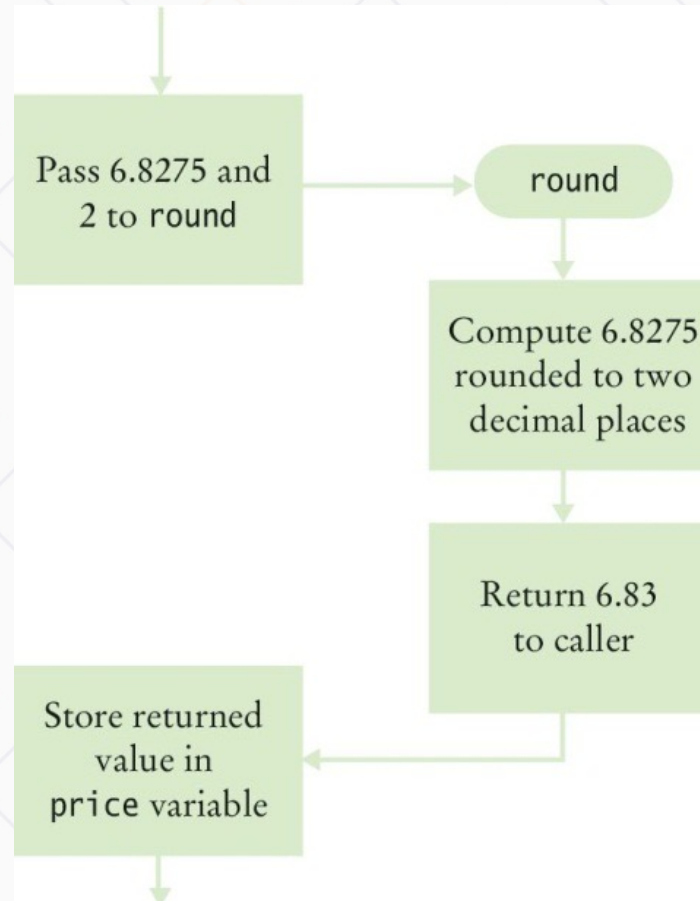 Pass 6.8275 and
2 to round
round
Compute 6.8275
rounded to two
decimal places
Return 6.83
to caller
Store returned
value in
price variable